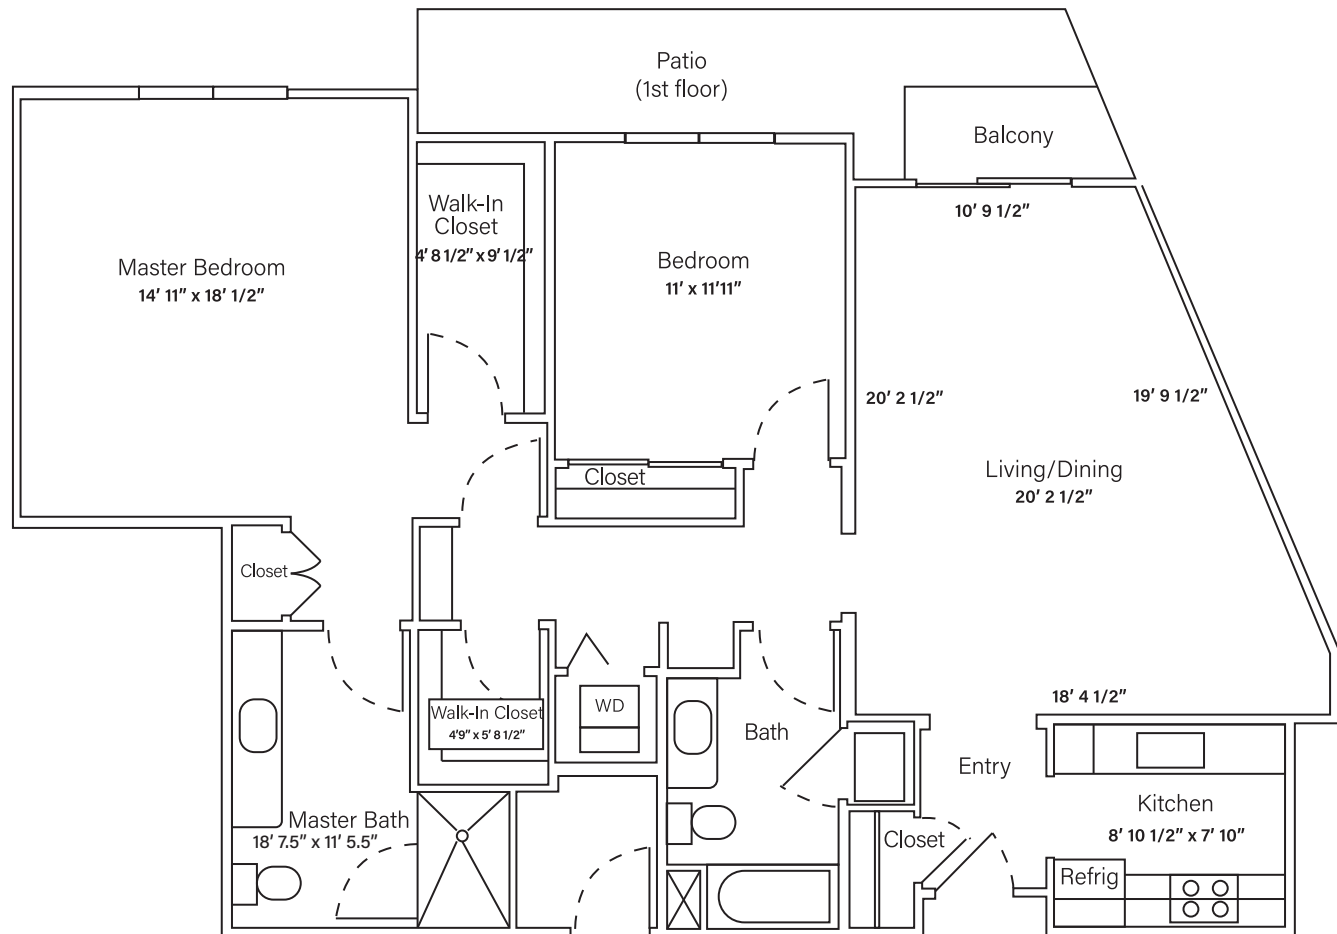 Patio
(1st floor)
Balcony
10' 9 1/2"
Walk-In
Closet
4' 8 1/2" x 9' 1/2"
Master Bedroom
14' 11" x 18' 1/2"
Bedroom
11' x 11'11"
20' 2 1/2"
19' 9 1/2"
Living/Dining
20' 2 1/2"
Closet
Closet
18' 4 1/2"
Walk-In Closet
4'9" x 5' 8 1/2"
WD
Bath
Entry
Kitchen
8' 10 1/2" x 7' 10"
Master Bath
18' 7.5" x 11' 5.5"
Closet
Refrig